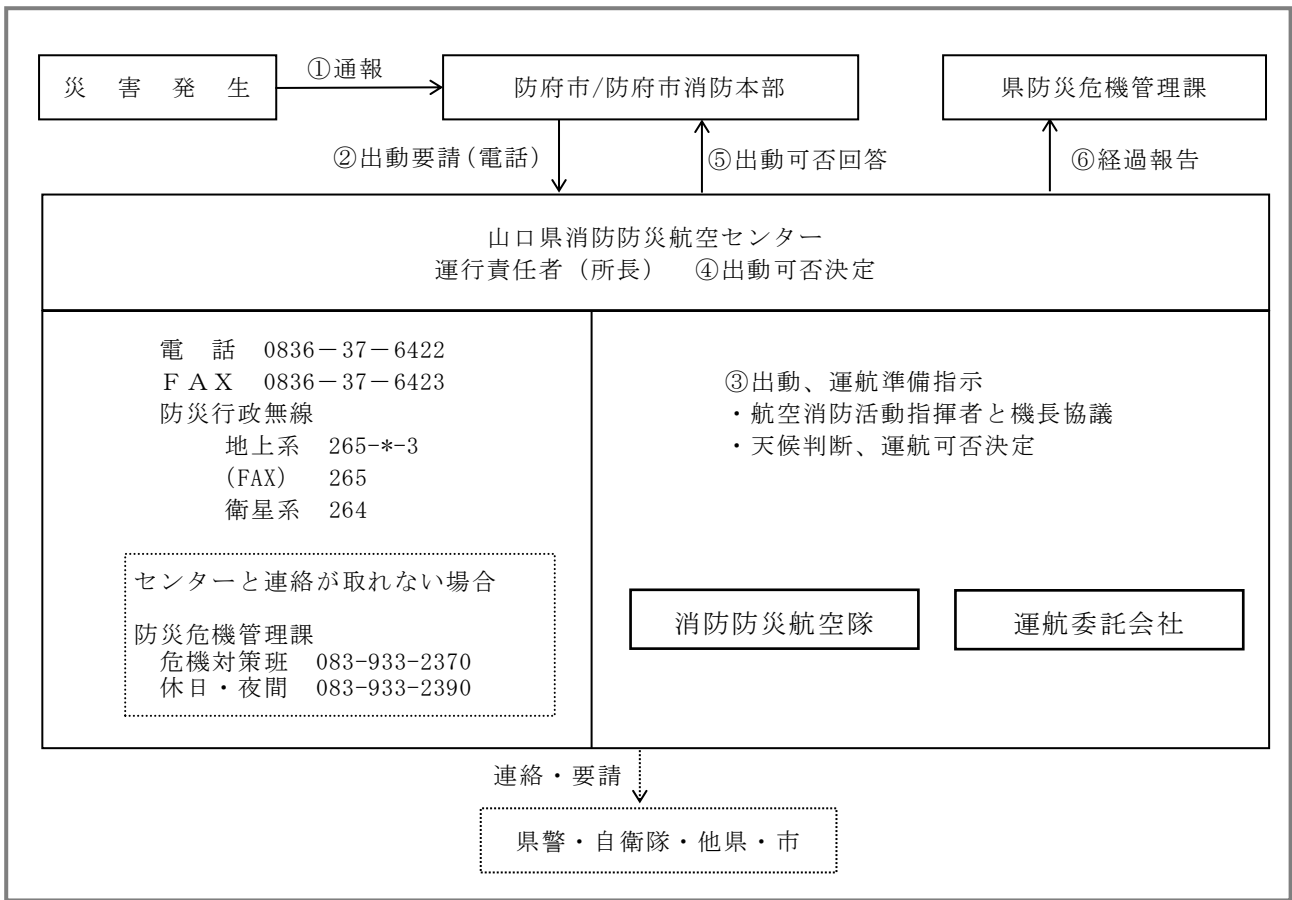 災　害　発　生
①通報
防府市/防府市消防本部
県防災危機管理課
②出動要請(電話)
⑤出動可否回答
⑥経過報告
山口県消防防災航空センター
運行責任者（所長）　④出動可否決定
電　話　0836－37－6422
ＦＡＸ　0836－37－6423
防災行政無線
地上系　265-*-3
(FAX)　265
衛星系　264
センターと連絡が取れない場合
防災危機管理課
危機対策班　083-933-2370
休日・夜間　083-933-2390
③出動、運航準備指示
・航空消防活動指揮者と機長協議
・天候判断、運航可否決定
消防防災航空隊
運航委託会社
連絡・要請
県警・自衛隊・他県・市